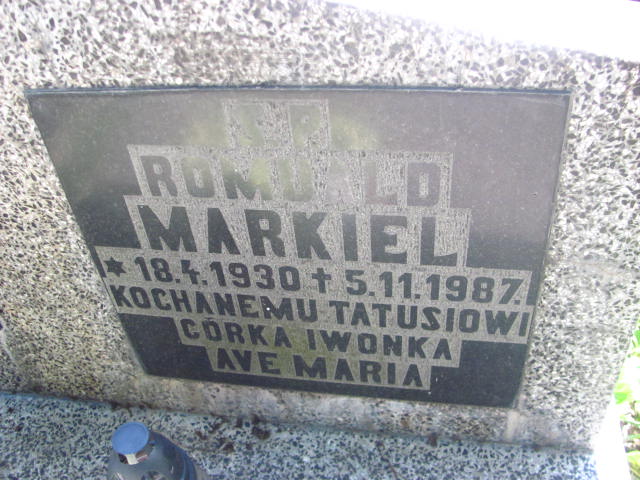 Ś.P.
ROMUALD
MARKIEL
* 18.4.1930 ✝ 5.11.1987.
KOCHANEMU TATUSIOWI
CÓRKA IWONKA
AVE MARIA